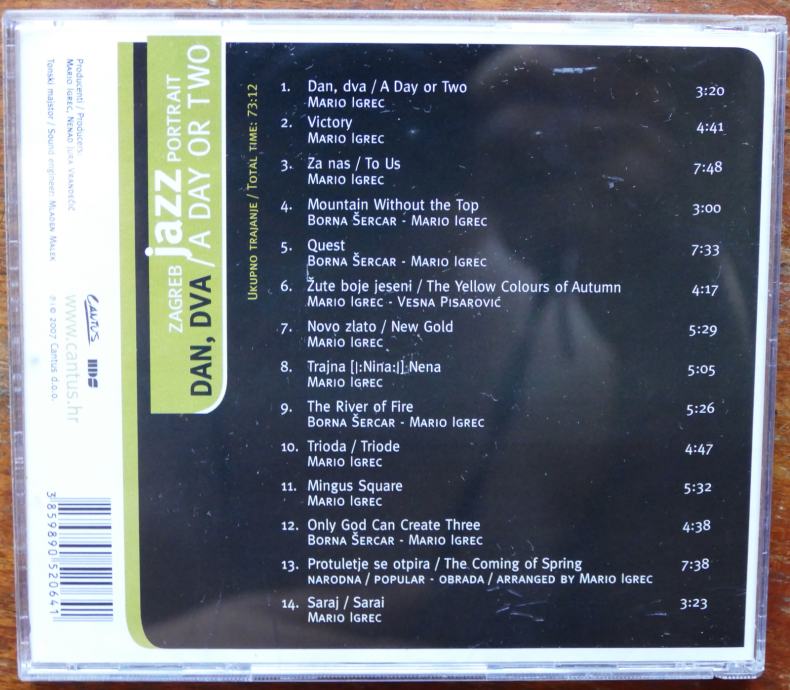 ZAGREB jazz PORTRAIT
DAN, DVA / A DAY OR TWO
UKUPNO TRAJANJE / TOTAL TIME: 73:12
1. Dan, dva / A Day or Two 3:20
MARIO IGREC
2. Victory 4:41
MARIO IGREC
3. Za nas / To Us 7:48
MARIO IGREC
4. Mountain Without the Top 3:00
BORNA ŠERCAR - MARIO IGREC
5. Quest 7:33
BORNA ŠERCAR - MARIO IGREC
6. Žute boje jeseni / The Yellow Colours of Autumn 4:17
MARIO IGREC - VESNA PISAROVIĆ
7. Novo zlato / New Gold 5:29
MARIO IGREC
8. Trajna [|:Nina:|] Nena 5:05
MARIO IGREC
9. The River of Fire 5:26
BORNA ŠERCAR - MARIO IGREC
10. Trioda / Triode 4:47
MARIO IGREC
11. Mingus Square 5:32
MARIO IGREC
12. Only God Can Create Three 4:38
BORNA ŠERCAR - MARIO IGREC
13. Protuletje se otpira / The Coming of Spring 7:38
NARODNA / POPULAR - OBRADA / ARRANGED BY MARIO IGREC
14. Saraj / Sarai 3:23
MARIO IGREC
Producenti / Producers:
MARIO IGREC, NENAD JURA VRANDEČIĆ
Tonski majstor / Sound engineer: MLADEN MALEK
CANTUS
www.cantus.hr
℗ | © 2007 Cantus d.o.o.
3 859890 520641